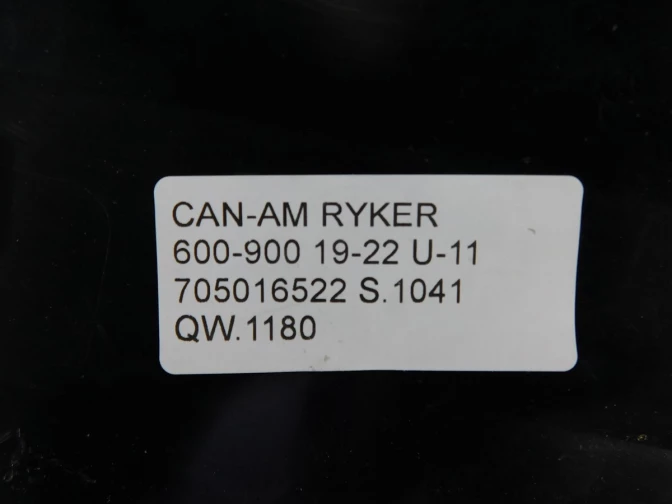 CAN-AM RYKER
600-900 19-22 U-11
705016522 S.1041
QW.1180